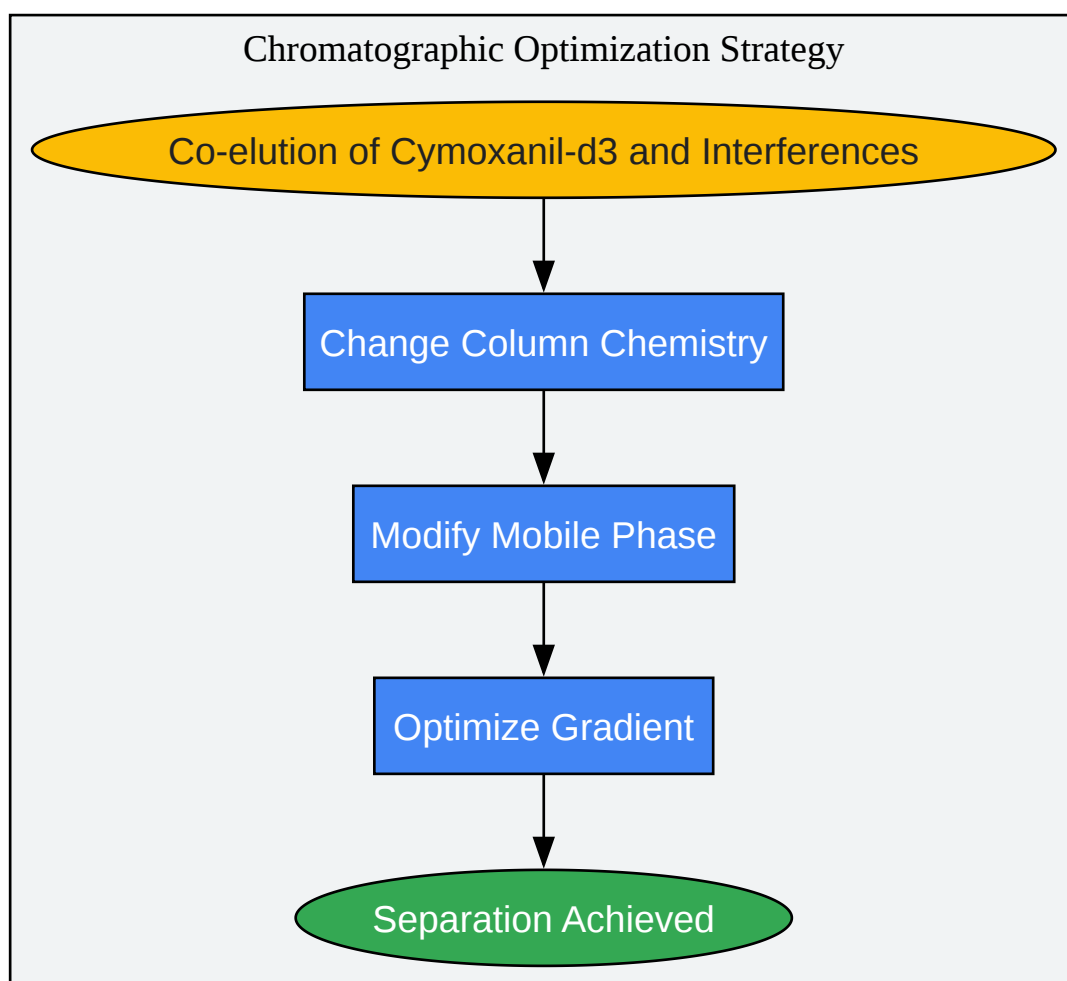 Chromatographic Optimization Strategy
Co-elution of Cymoxanil-d3 and Interferences
Change Column Chemistry
Modify Mobile Phase
Optimize Gradient
Separation Achieved